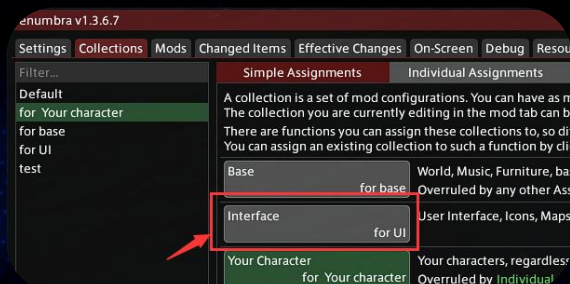 enumbra v1.3.6.7
Settings Collections Mods Changed Items Effective Changes On-Screen Debug Resou
Filter...
Default
for Your character
for base
for UI
test
Simple Assignments Individual Assignments
A collection is a set of mod configurations. You can have as m
The collection you are currently editing in the mod tab can b
There are functions you can assign these collections to, so di
You can assign an existing collection to such a function by cli
Base
for base
World, Music, Furniture, ba
Overruled by any other Ass
Interface
for UI
User Interface, Icons, Maps
Your Character
for Your character
Your characters, regardless
Overruled by Individual